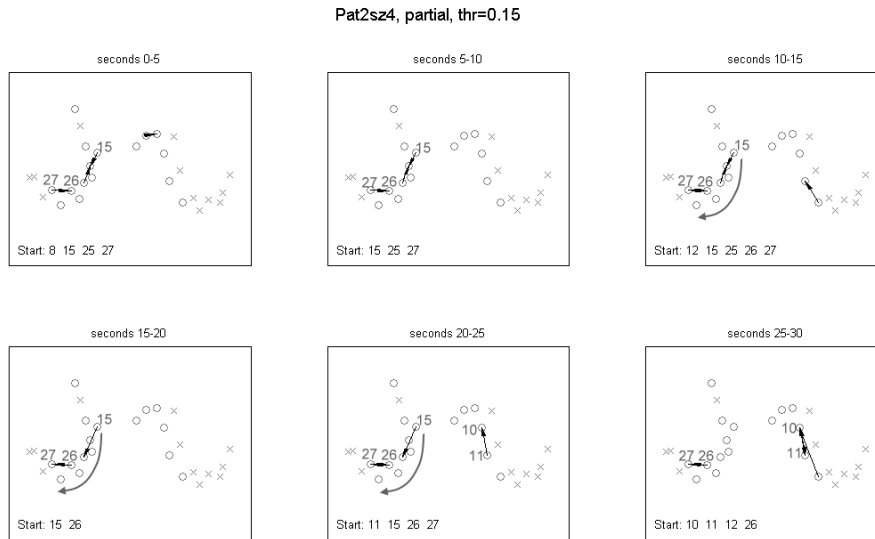 Pat2sz4, partial, thr=0.15
seconds 0-5
15
27 26
Start: 8 15 25 27
seconds 5-10
15
27 26
Start: 15 25 27
seconds 10-15
15
27 26
Start: 12 15 25 26 27
seconds 15-20
15
27 26
Start: 15 26
seconds 20-25
15
10
27 26
11
Start: 11 15 26 27
seconds 25-30
10
27 26
11
Start: 10 11 12 26